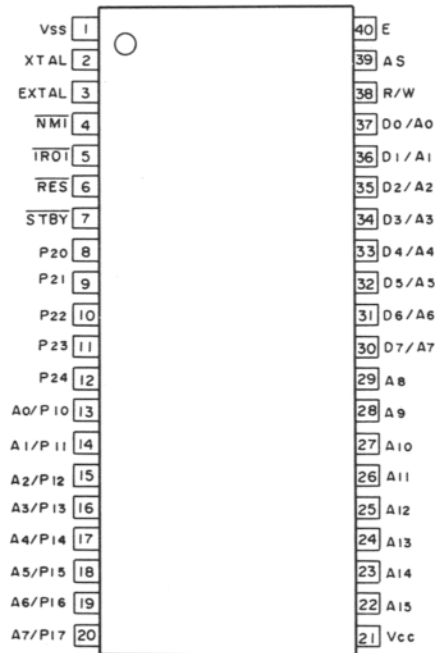 Vss 1 40 E
XTAL 2 39 AS
EXTAL 3 38 R/W
NMI 4 37 D0/A0
IRO1 5 36 D1/A1
RES 6 35 D2/A2
STBY 7 34 D3/A3
P20 8 33 D4/A4
P21 9 32 D5/A5
P22 10 31 D6/A6
P23 11 30 D7/A7
P24 12 29 A8
A0/P10 13 28 A9
A1/P11 14 27 A10
A2/P12 15 26 A11
A3/P13 16 25 A12
A4/P14 17 24 A13
A5/P15 18 23 A14
A6/P16 19 22 A15
A7/P17 20 21 Vcc